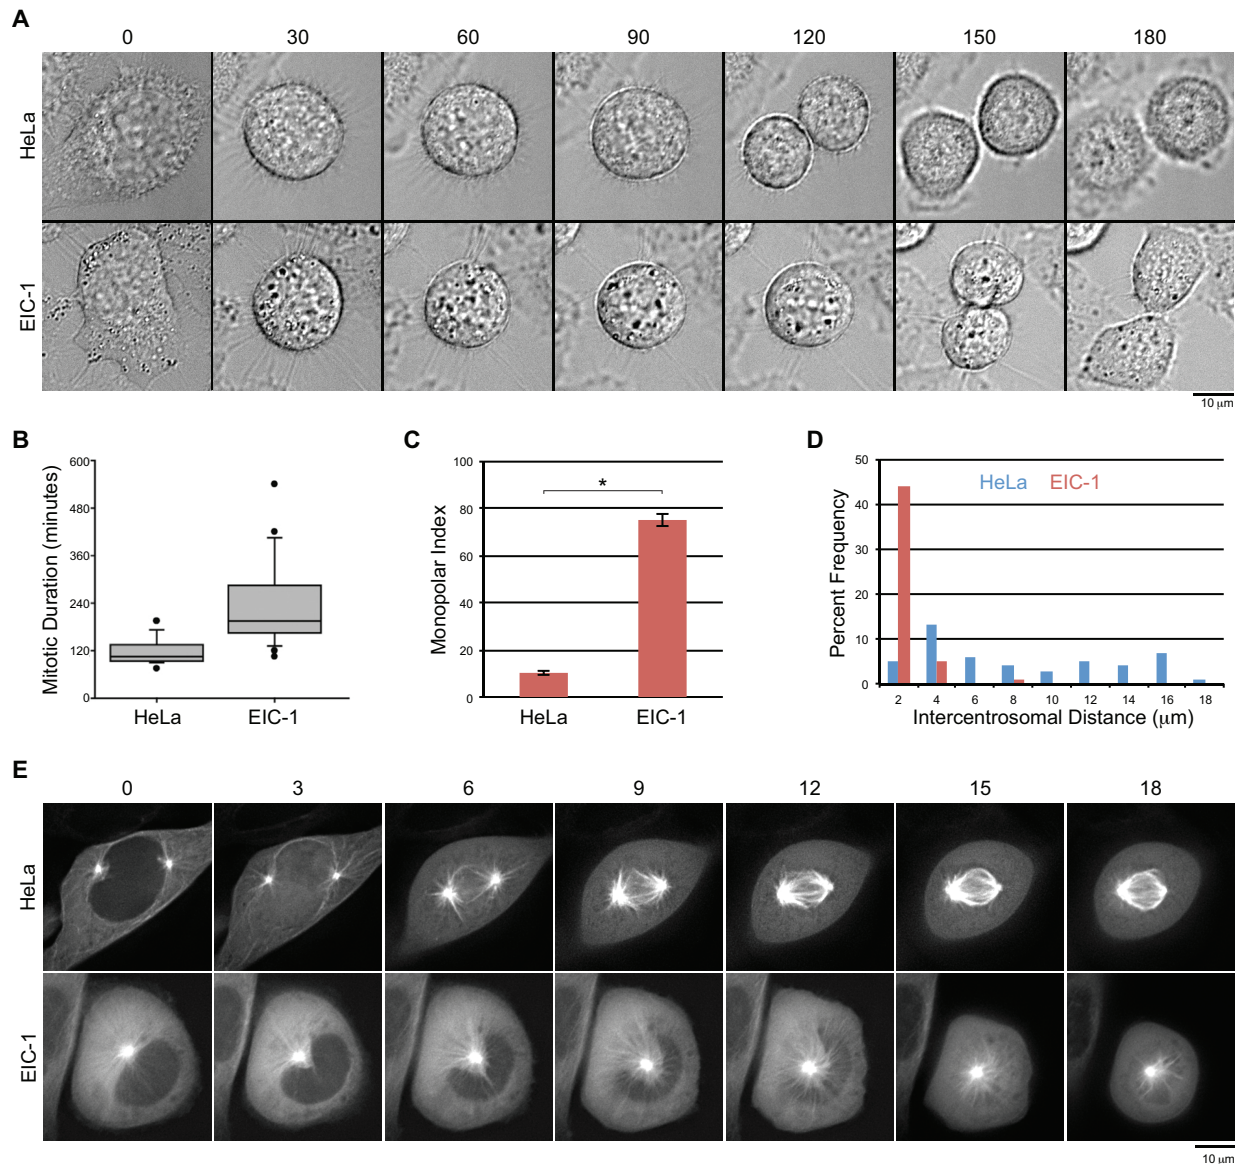 A
0 30 60 90 120 150 180
HeLa
EIC-1
10 μm
B
Mitotic Duration (minutes)
600
480
360
240
120
0
HeLa EIC-1
C
Monopolar Index
100
80
60
40
20
0
*
HeLa EIC-1
D
Percent Frequency
50
40
30
20
10
0
HeLa EIC-1
2 4 6 8 10 12 14 16 18
Intercentrosomal Distance (μm)
E
0 3 6 9 12 15 18
HeLa
EIC-1
10 μm